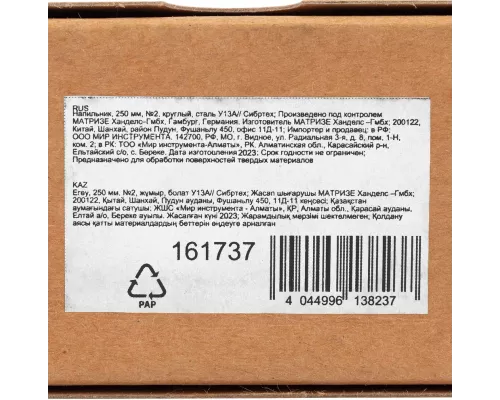 RUS
Напильник, 250 мм, №2, круглый, сталь У13А// Сибртех; Произведено под контролем
МАТРИЗЕ Ханделс-Гмбх, Гамбург, Германия. Изготовитель МАТРИЗЕ Ханделс –Гмбх; 200122,
Китай, Шанхай, район Пудун, Фушаньлу 450, офис 11Д-11; Импортер и продавец: в РФ:
ООО МИР ИНСТРУМЕНТА. 142700, РФ, МО. г. Видное, ул. Радиальная 3-я, д. 8, пом. 1-Н,
ком. 2; в РК: ТОО «Мир инструмента-Алматы», РК, Алматинская обл., Карасайский р-н,
Ельтайский с/о, с. Береке. Дата изготовления2023; Срок годности не ограничен;
Предназначено для обработки поверхностей твердых материалов
KAZ
Егеу, 250 мм. №2, жұмыр, болат У13А// Сибртех; Жасап шығарушы МАТРИЗЕ Ханделс –Гмбх;
200122, Қытай, Шанхай, Пудун ауданы, Фушаньлу 450, 11Д-11 кеңсесі; Қазақстан
аумағындағы сатушы; ЖШС «Мир инструмента - Алматы», ҚР, Алматы обл., Қарасай ауданы,
Елтай а/о, Береке ауылы. Жасалған күні 2023; Жарамдылық мерзімі шектелмеген; Қолдану
аясы қатты материалдардың беттерін өңдеуге арналған
161737
PAP
4 044996 138237